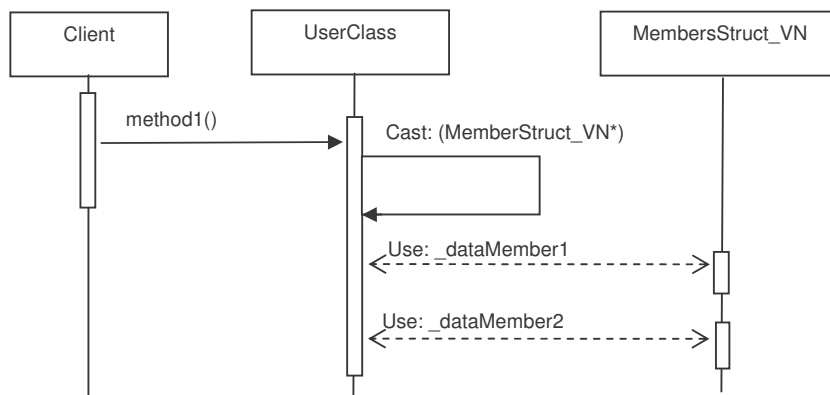 Client
UserClass
MembersStruct_VN
method1()
Cast: (MemberStruct_VN*)
Use: _dataMember1
Use: _dataMember2